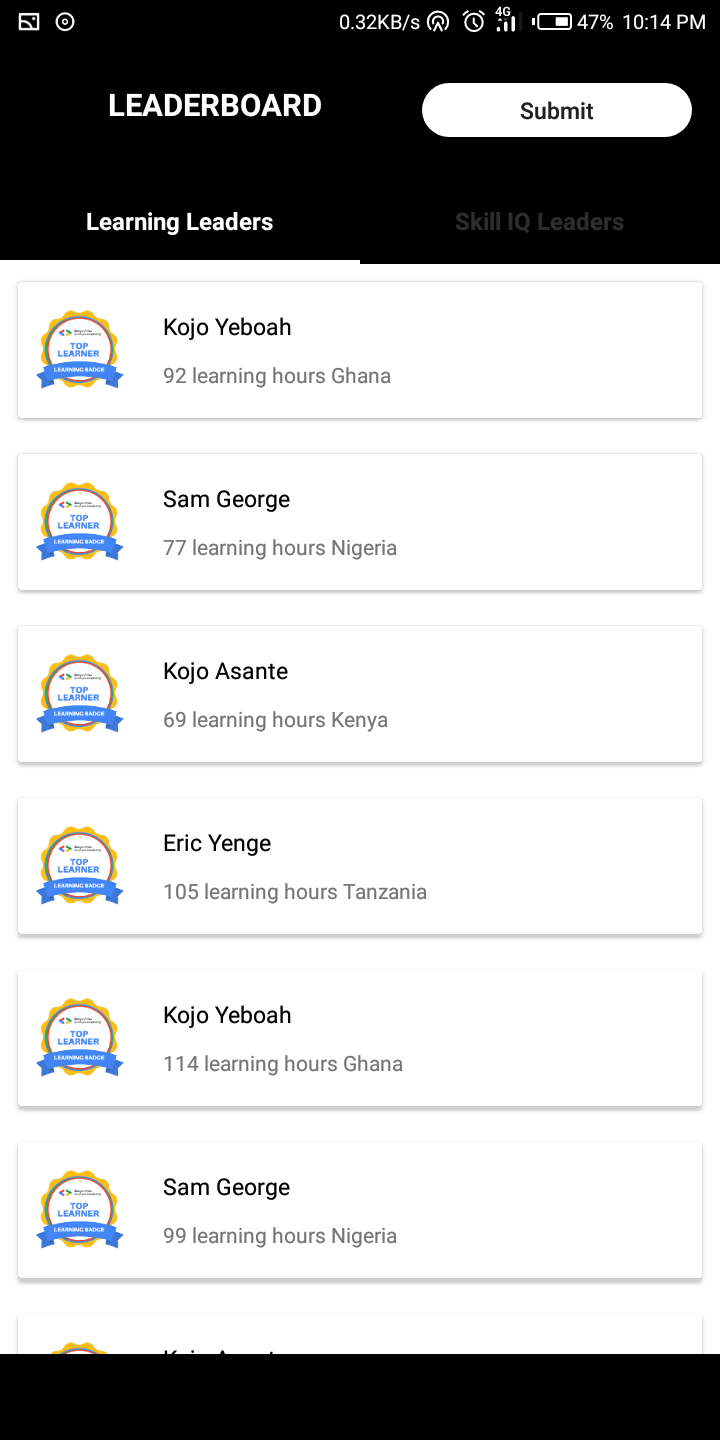 0.32KB/s 4G 47% 10:14 PM
LEADERBOARD
Submit
Learning Leaders Skill IQ Leaders
TOP
LEARNER
LEARNING BADGE
Kojo Yeboah
92 learning hours Ghana
TOP
LEARNER
LEARNING BADGE
Sam George
77 learning hours Nigeria
TOP
LEARNER
LEARNING BADGE
Kojo Asante
69 learning hours Kenya
TOP
LEARNER
LEARNING BADGE
Eric Yenge
105 learning hours Tanzania
TOP
LEARNER
LEARNING BADGE
Kojo Yeboah
114 learning hours Ghana
TOP
LEARNER
LEARNING BADGE
Sam George
99 learning hours Nigeria